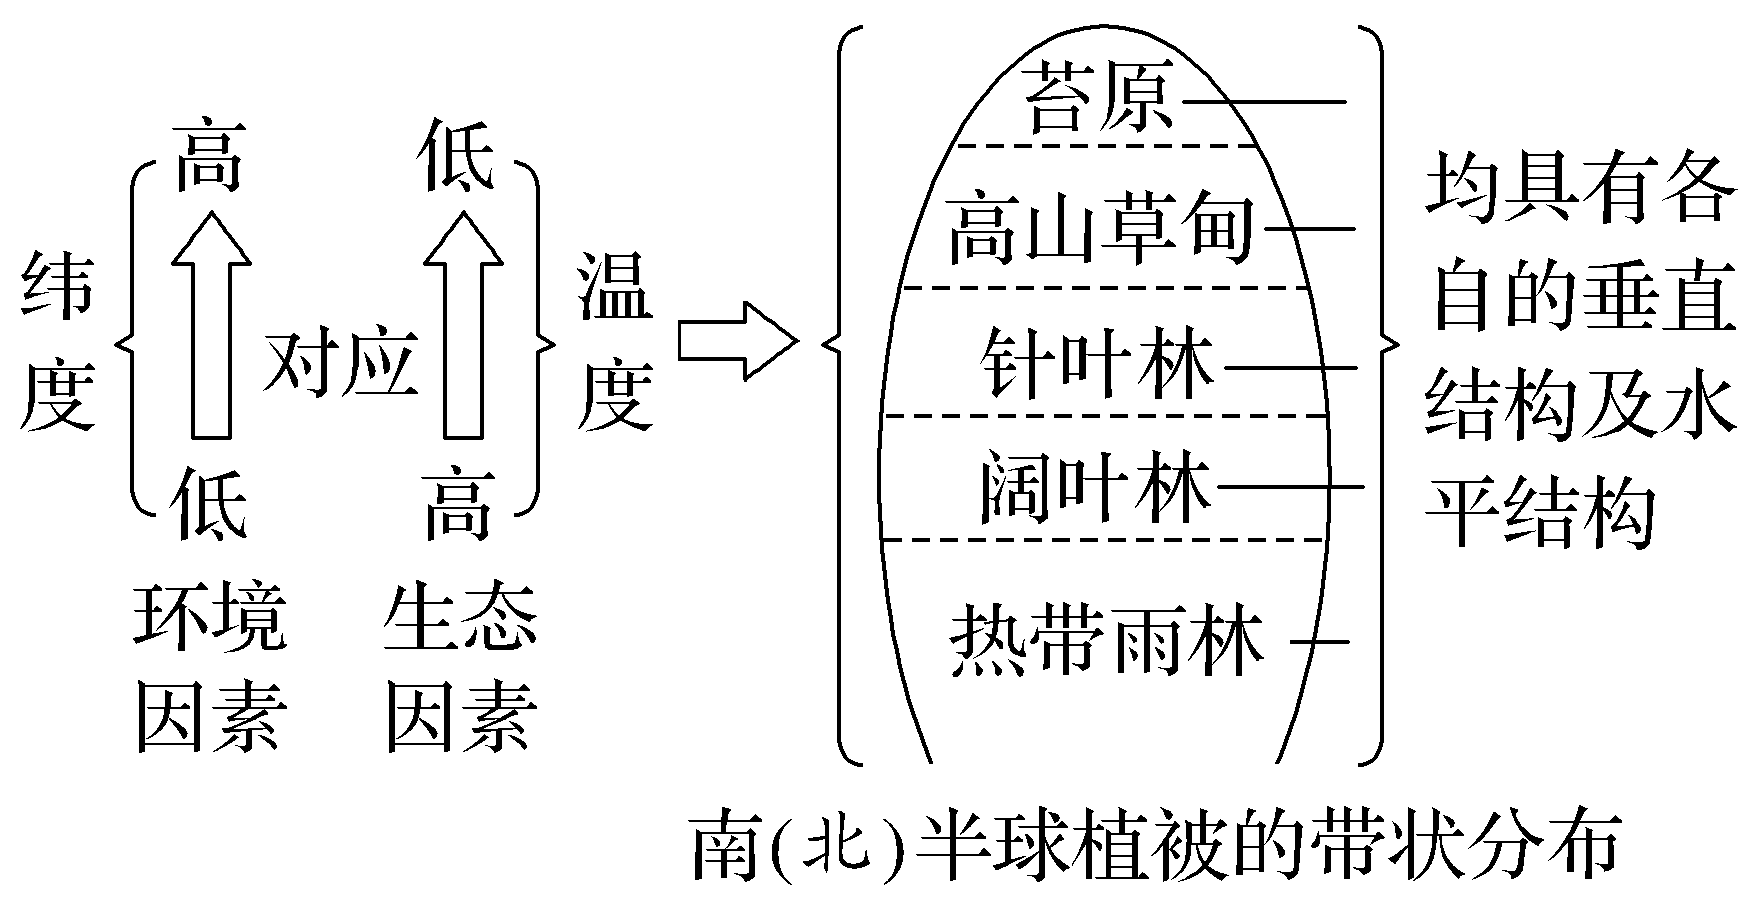 纬度
高
低
环境
因素
对应
低
高
生态
因素
温度
苔原
高山草甸
针叶林
阔叶林
热带雨林
均具有各
自的垂直
结构及水
平结构
南(北)半球植被的带状分布